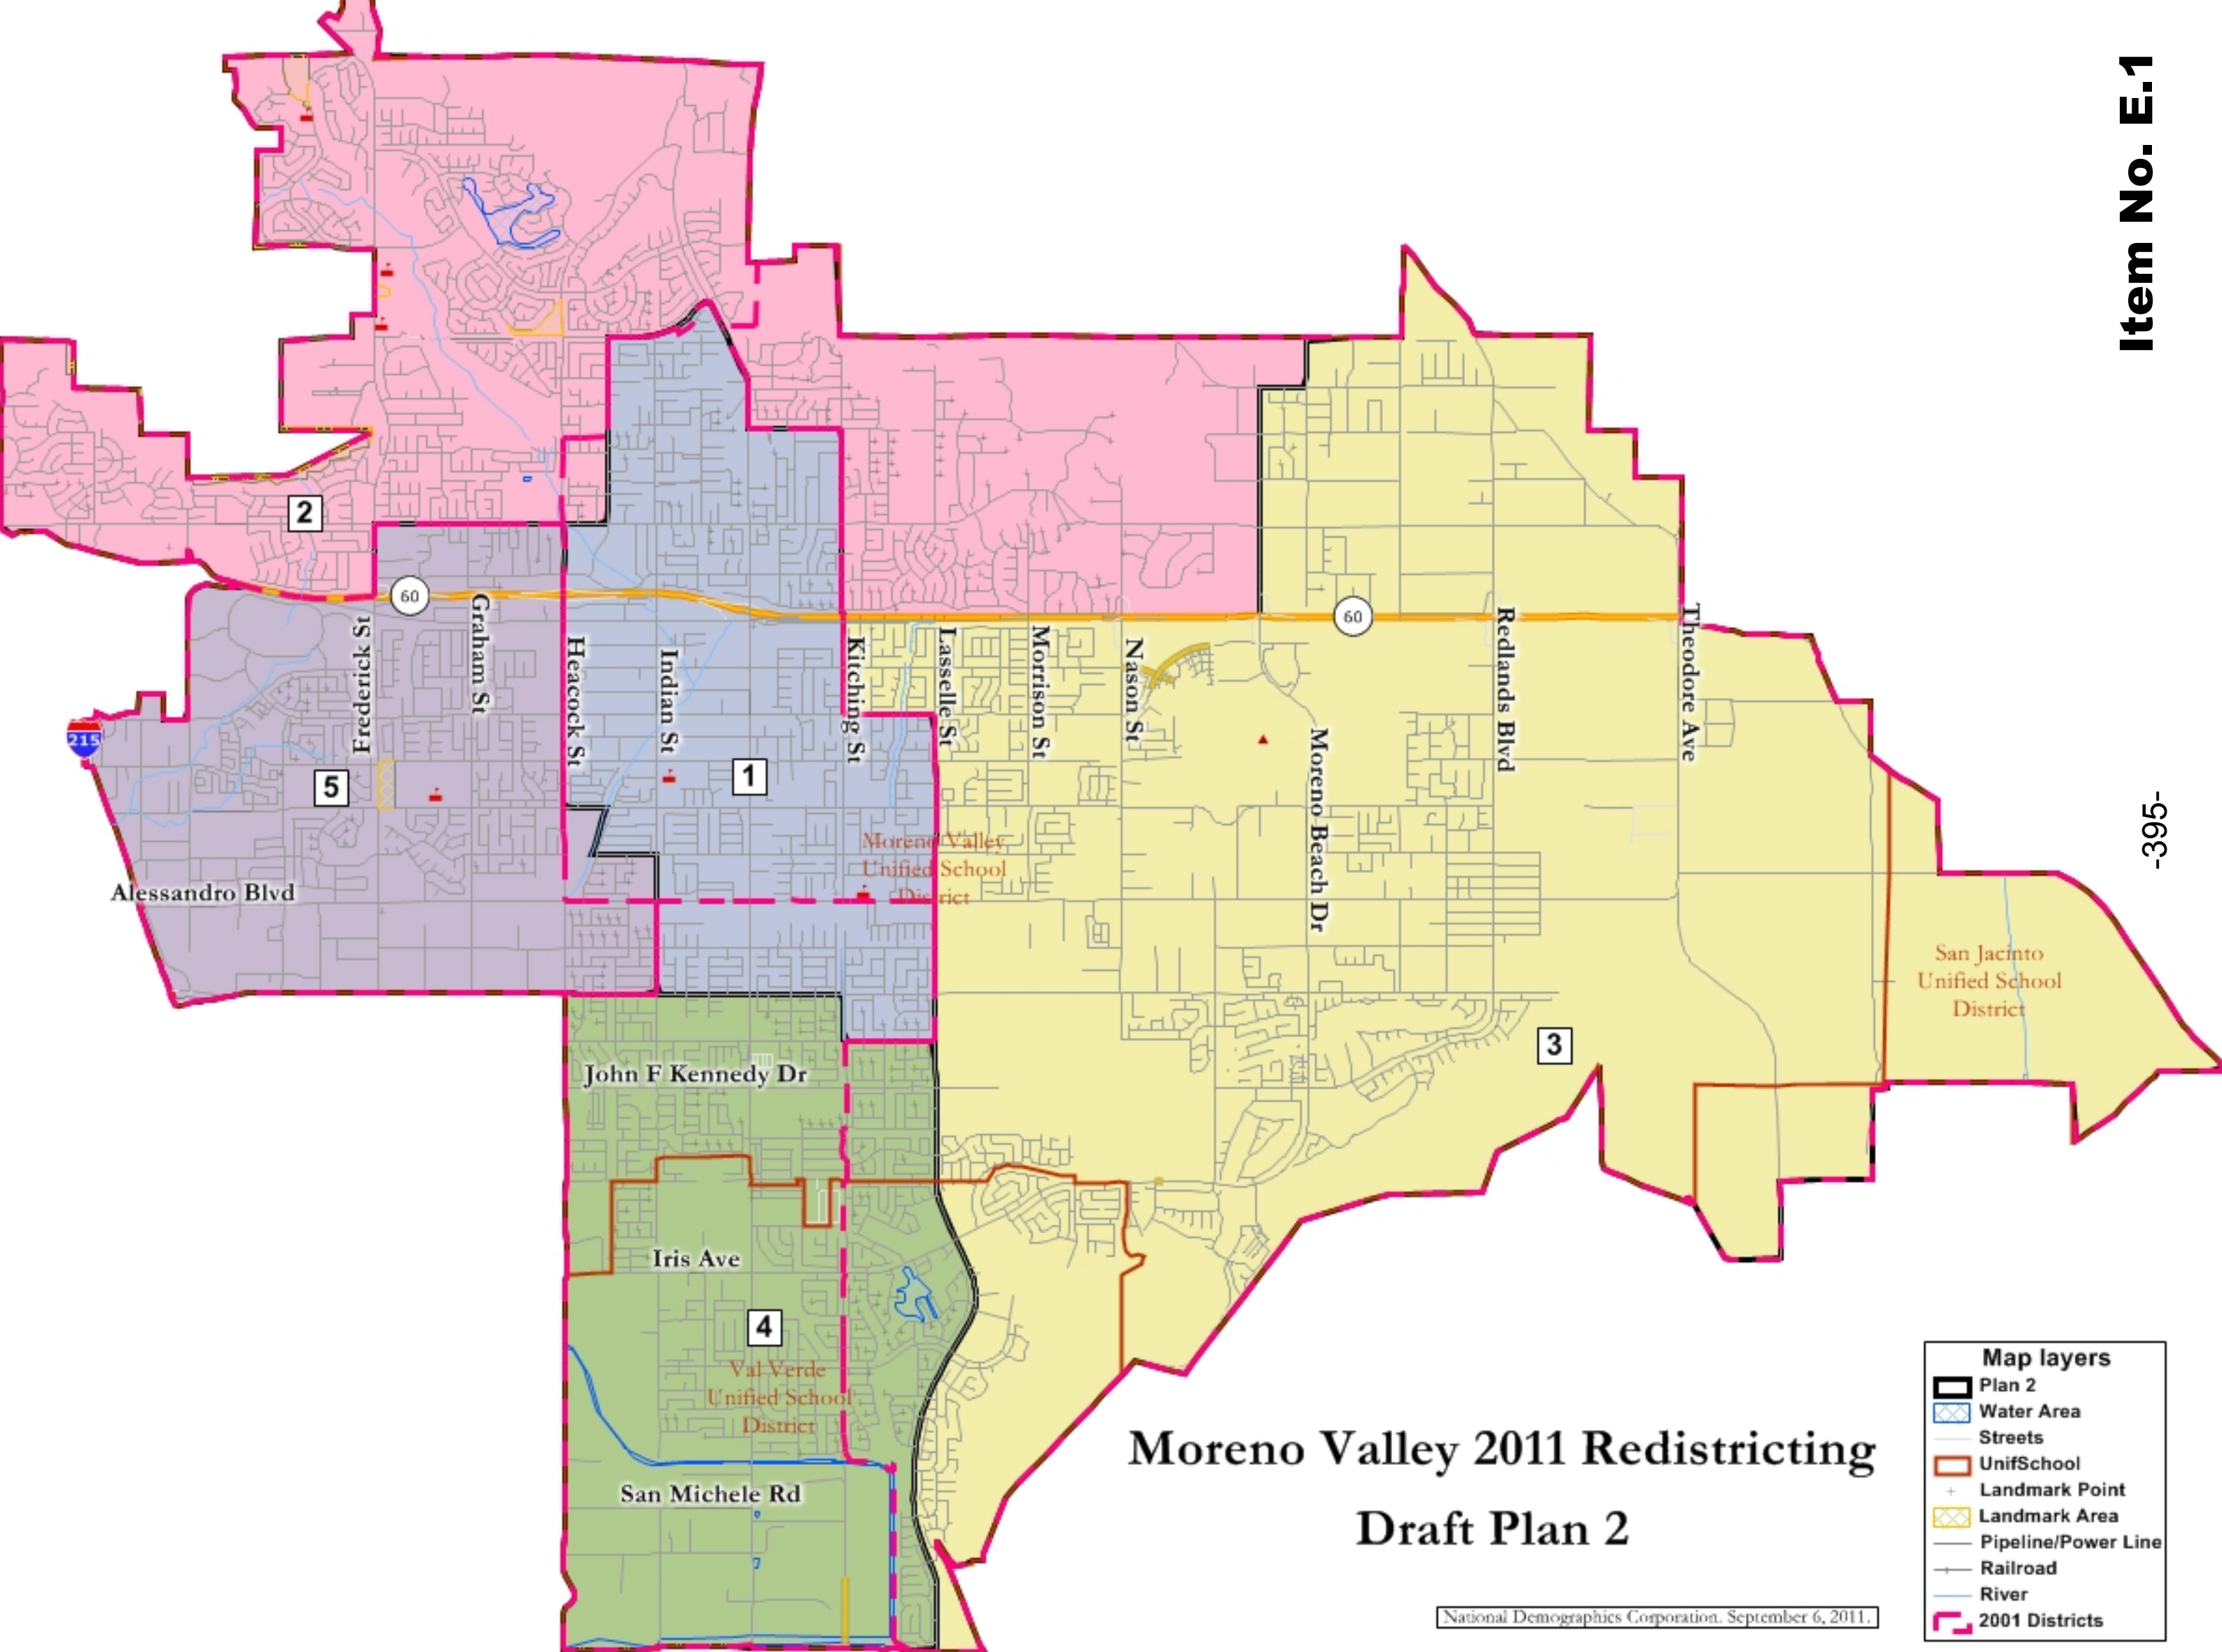 Item No. E.1
-395-
2
60
60
Frederick St
Graham St
Heacock St
Indian St
Kitching St
Lasselle St
Morrison St
Nason St
Moreno Beach Dr
Redlands Blvd
Theodore Ave
215
5
1
Moreno Valley
Unified School
District
Alessandro Blvd
San Jacinto
Unified School
District
3
John F Kennedy Dr
Iris Ave
4
Val Verde
Unified School
District
San Michele Rd
Moreno Valley 2011 Redistricting
Draft Plan 2
National Demographics Corporation. September 6, 2011.
Map layers
Plan 2
Water Area
Streets
UnifSchool
Landmark Point
Landmark Area
Pipeline/Power Line
Railroad
River
2001 Districts